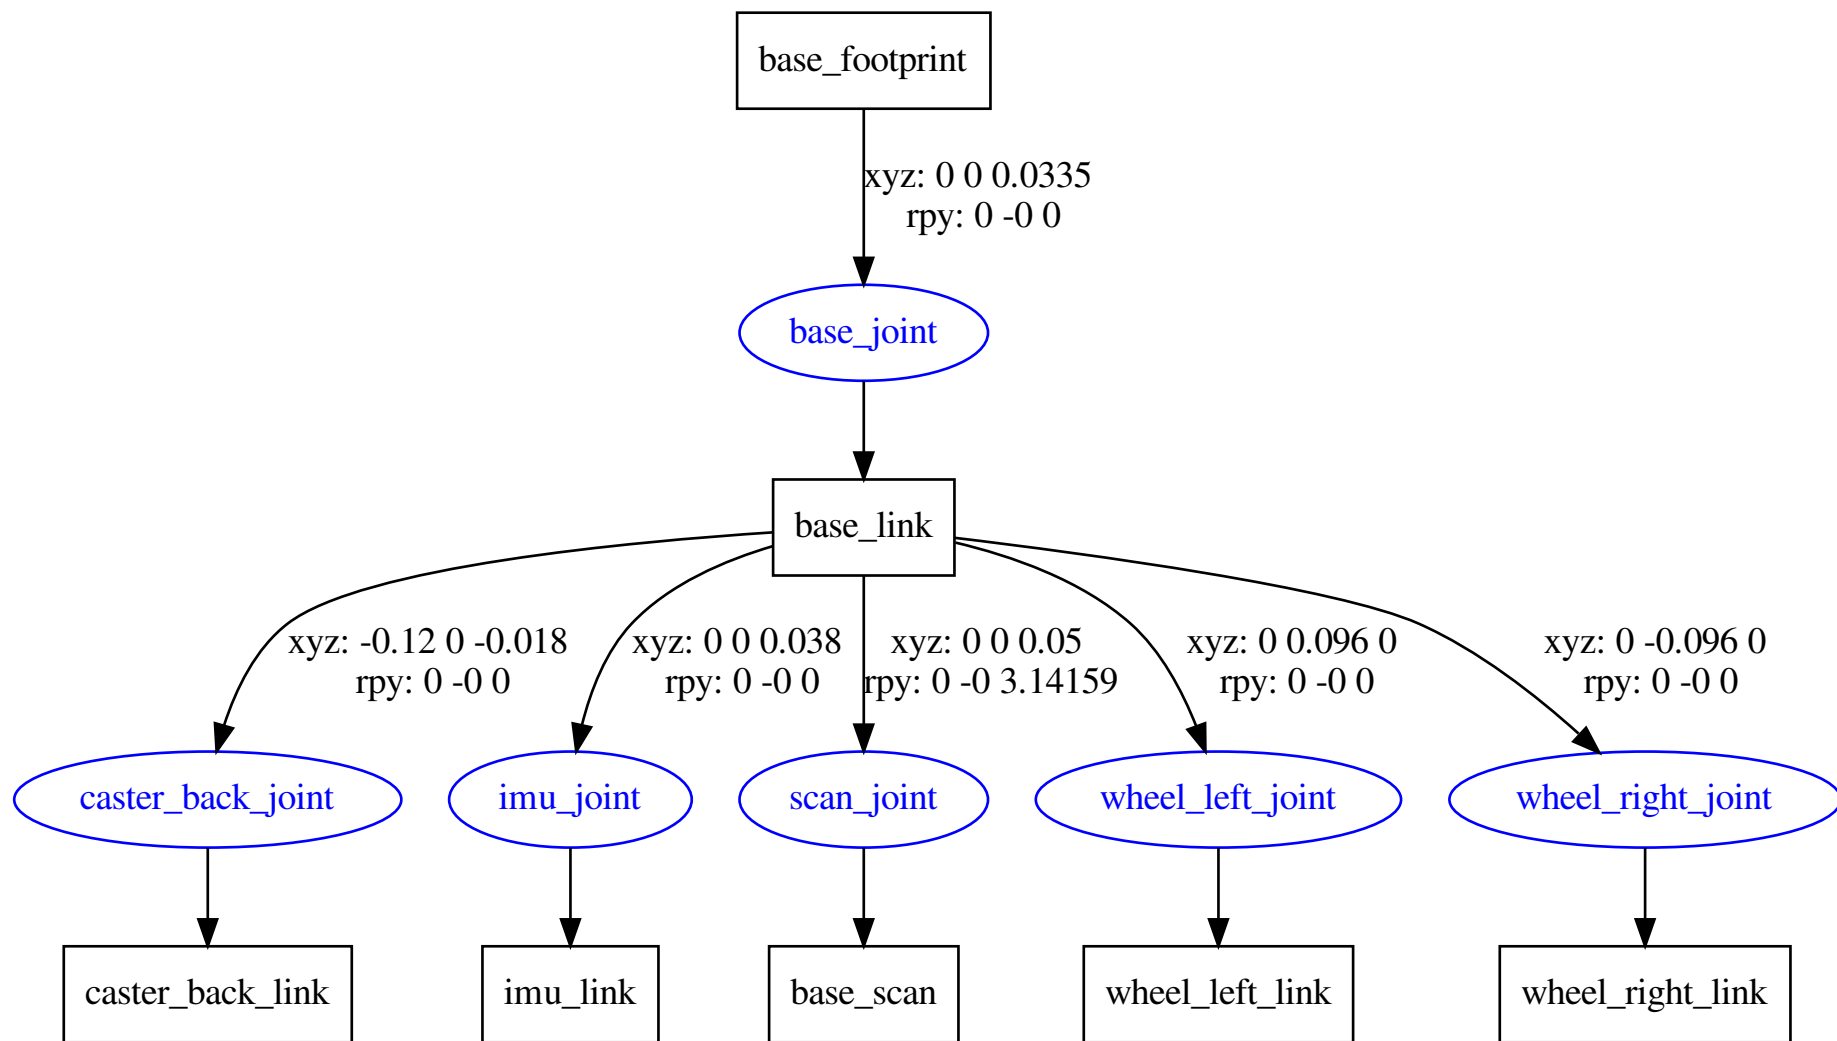 base_footprint
xyz: 0 0 0.0335
rpy: 0 -0 0
base_joint
base_link
xyz: -0.12 0 -0.018
rpy: 0 -0 0
xyz: 0 0 0.038
rpy: 0 -0 0
xyz: 0 0 0.05
rpy: 0 -0 3.14159
xyz: 0 0.096 0
rpy: 0 -0 0
xyz: 0 -0.096 0
rpy: 0 -0 0
caster_back_joint
imu_joint
scan_joint
wheel_left_joint
wheel_right_joint
caster_back_link
imu_link
base_scan
wheel_left_link
wheel_right_link